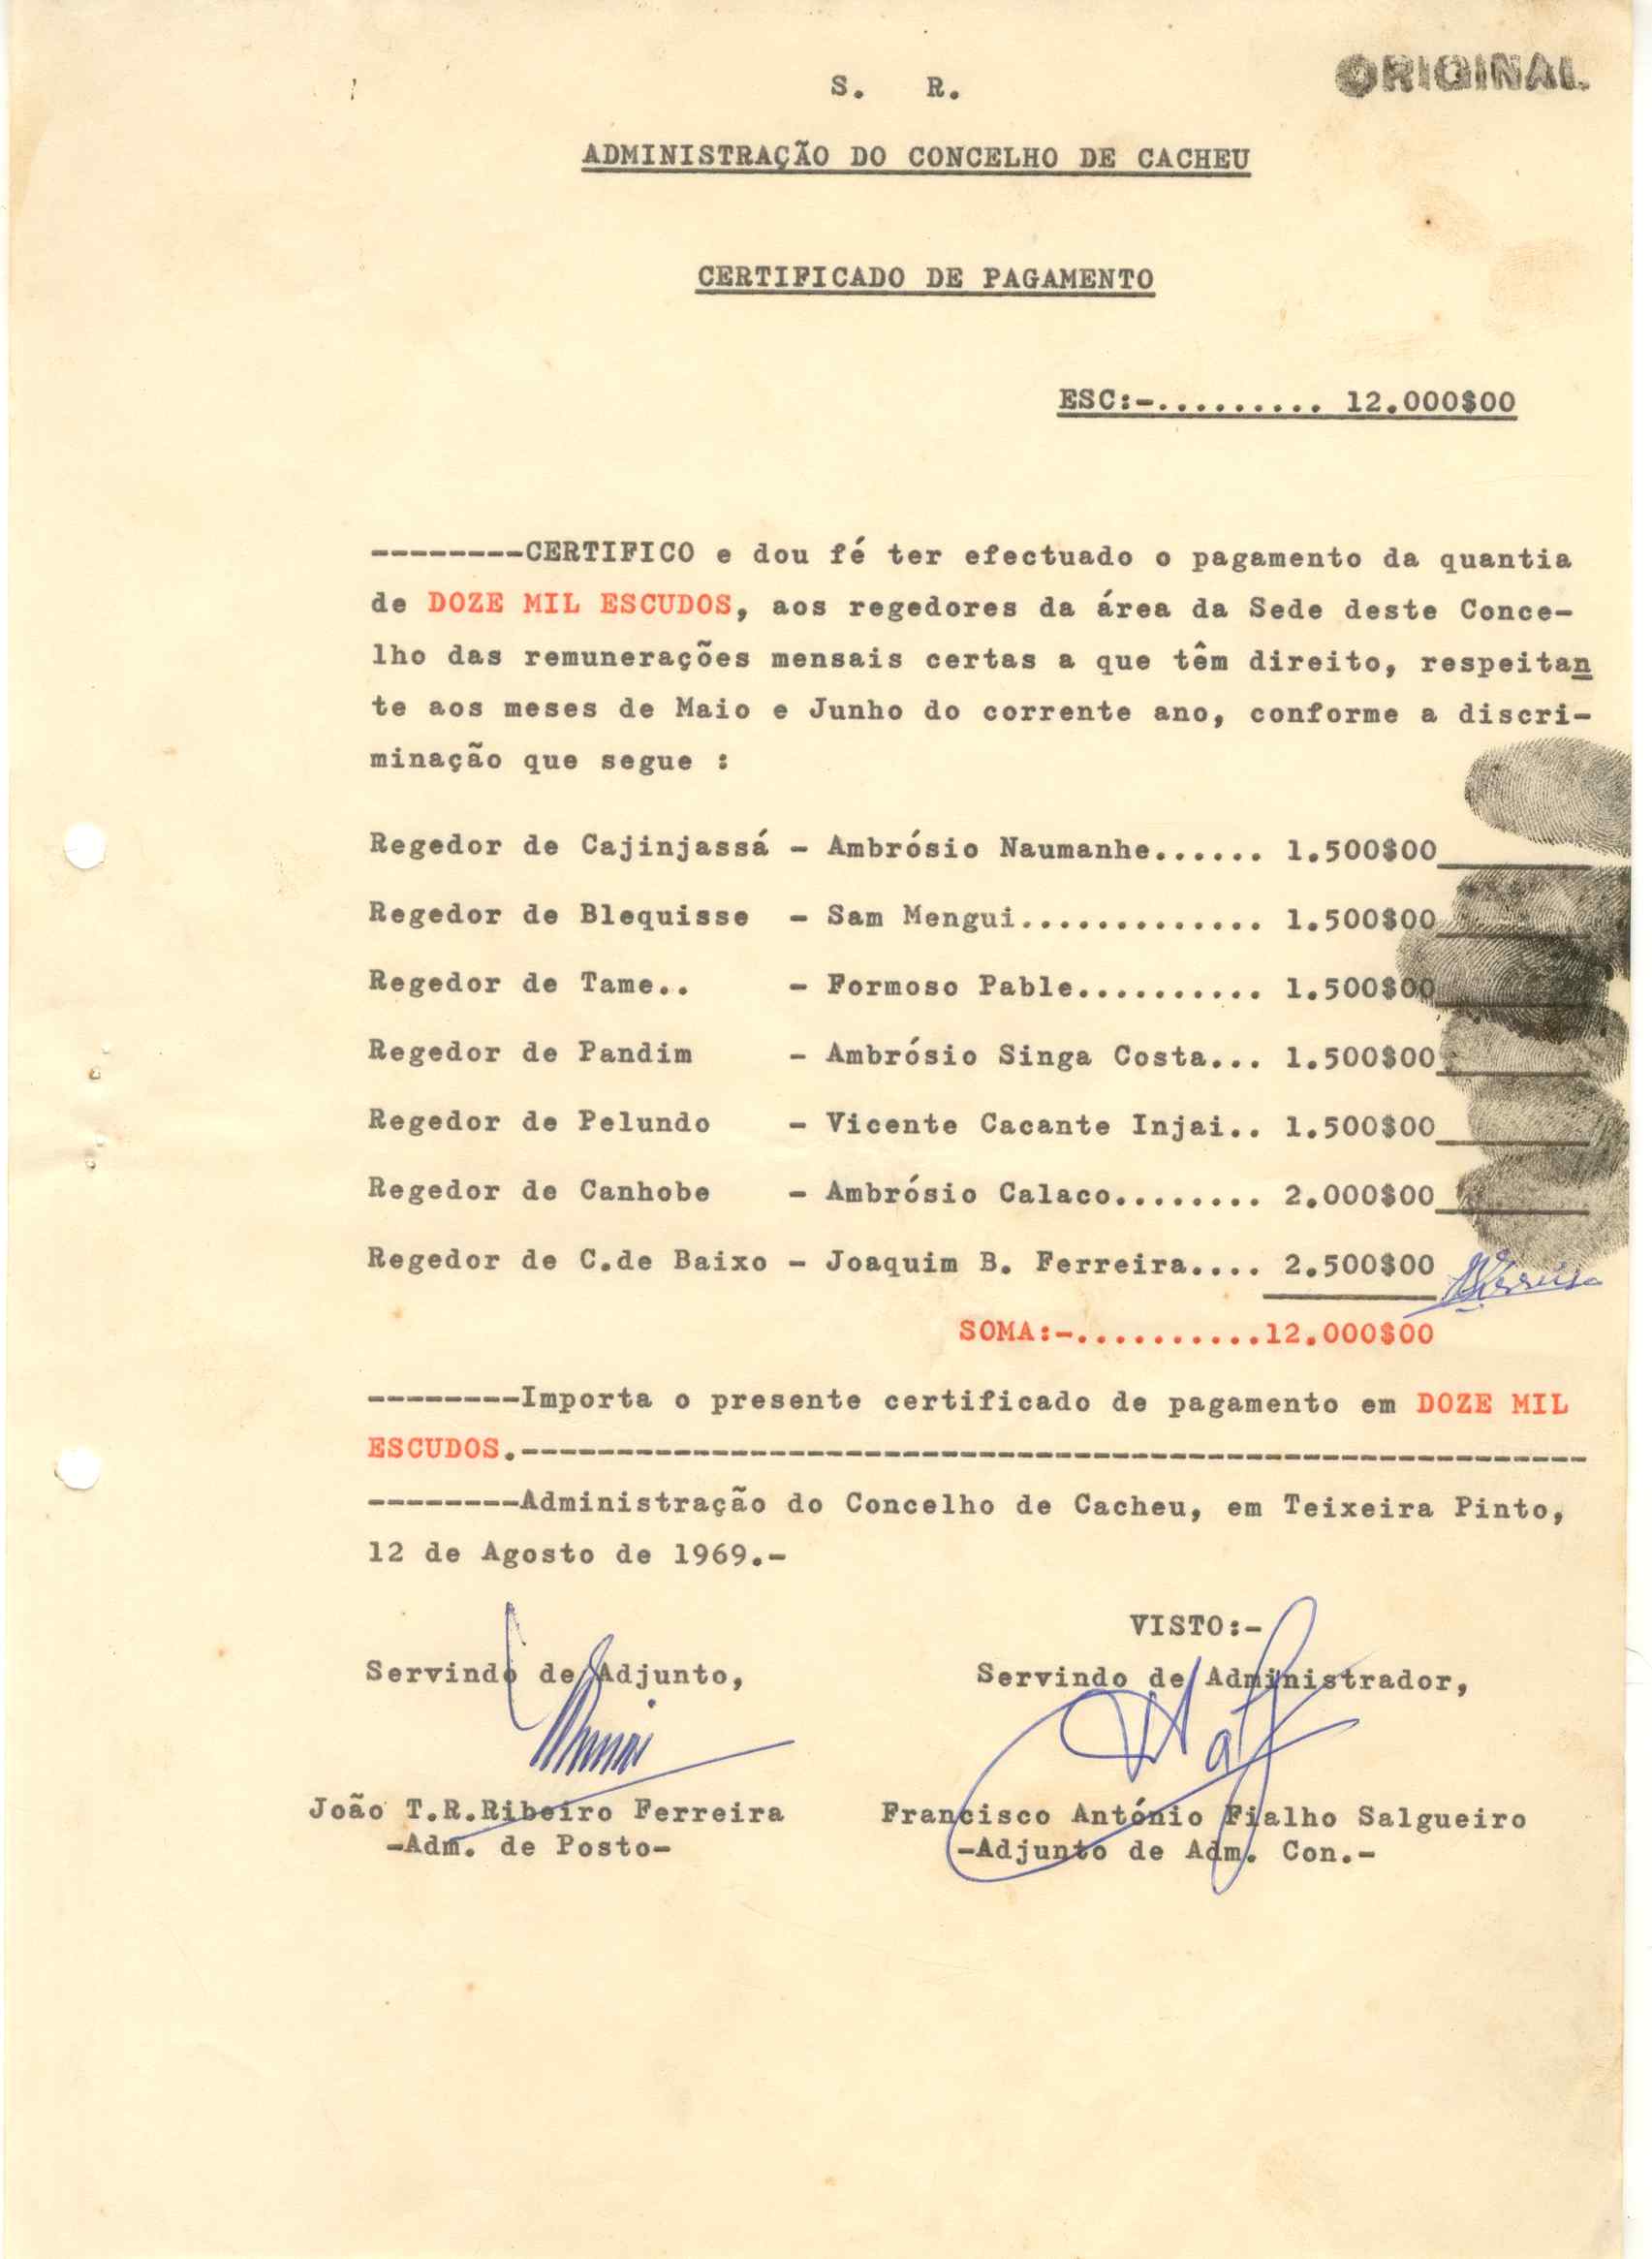 ORIGINAL
S. R.
ADMINISTRAÇÃO DO CONCELHO DE CACHEU
CERTIFICADO DE PAGAMENTO
ESC:-......... 12.000$00
--------CERTIFICO e dou fé ter efectuado o pagamento da quantia
de DOZE MIL ESCUDOS, aos regedores da área da Sede deste Conce-
lho das remunerações mensais certas a que têm direito, respeitan
te aos meses de Maio e Junho do corrente ano, conforme a discri-
minação que segue :
Regedor de Cajinjassá - Ambrósio Naumanhe...... 1.500$00
Regedor de Blequisse - Sam Mengui............. 1.500$00
Regedor de Tame.. - Formoso Pable.......... 1.500$00
Regedor de Pandim - Ambrósio Singa Costa... 1.500$00
Regedor de Pelundo - Vicente Cacante Injai.. 1.500$00
Regedor de Canhobe - Ambrósio Calaco........ 2.000$00
Regedor de C.de Baixo - Joaquim B. Ferreira.... 2.500$00
SOMA:-..........12.000$00
--------Importa o presente certificado de pagamento em DOZE MIL
ESCUDOS.--------------------------------------------------------
--------Administração do Concelho de Cacheu, em Teixeira Pinto,
12 de Agosto de 1969.-
VISTO:-
Servindo de Adjunto, Servindo de Administrador,
João T.R.Ribeiro Ferreira Francisco António Fialho Salgueiro
-Adm. de Posto- -Adjunto de Adm. Con.-